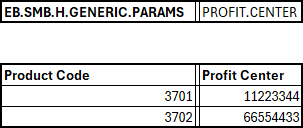 EB.SMB.H.GENERIC.PARAMS PROFIT.CENTER
Product Code Profit Center
3701 11223344
3702 66554433